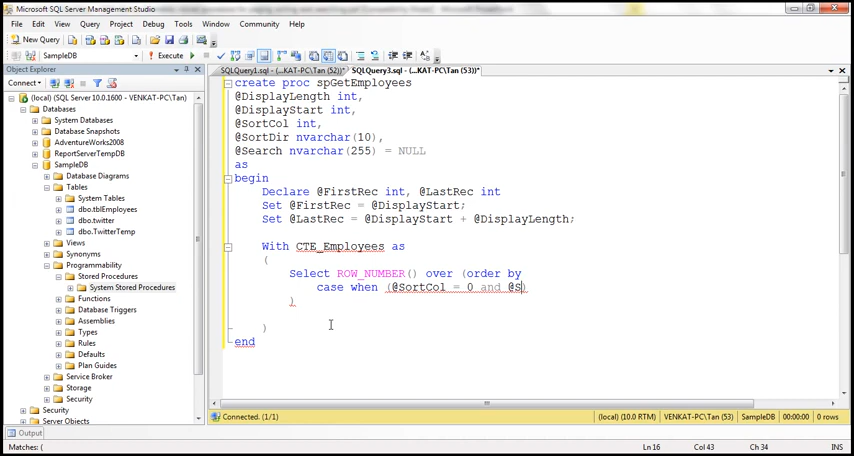 Microsoft SQL Server Management Studio
File Edit View Query Project Debug Tools Window Community Help
New Query
SampleDB Execute
Object Explorer
SQLQuery1.sql - (...KAT-PC\Tan (52))*
SQLQuery3.sql - (...KAT-PC\Tan (53))*
Connect
(local) (SQL Server 10.0.1600 - VENKAT-PC\Tan)
Databases
System Databases
Database Snapshots
AdventureWorks2008
ReportServerTempDB
SampleDB
Database Diagrams
Tables
System Tables
dbo.tblEmployees
dbo.twitter
dbo.TwitterTemp
Views
Synonyms
Programmability
Stored Procedures
System Stored Procedures
Functions
Database Triggers
Assemblies
Types
Rules
Defaults
Plan Guides
Service Broker
Storage
Security
Security
Server Objects
create proc spGetEmployees
@DisplayLength int,
@DisplayStart int,
@SortCol int,
@SortDir nvarchar(10),
@Search nvarchar(255) = NULL
as
begin
Declare @FirstRec int, @LastRec int
Set @FirstRec = @DisplayStart;
Set @LastRec = @DisplayStart + @DisplayLength;
With CTE_Employees as
(
Select ROW_NUMBER() over (order by
case when (@SortCol = 0 and @S)
)
)
end
Connected. (1/1) (local) (10.0 RTM) VENKAT-PC\Tan (53) SampleDB 00:00:00 0 rows
Output
Matches: ( Ln 16 Col 43 Ch 34 INS